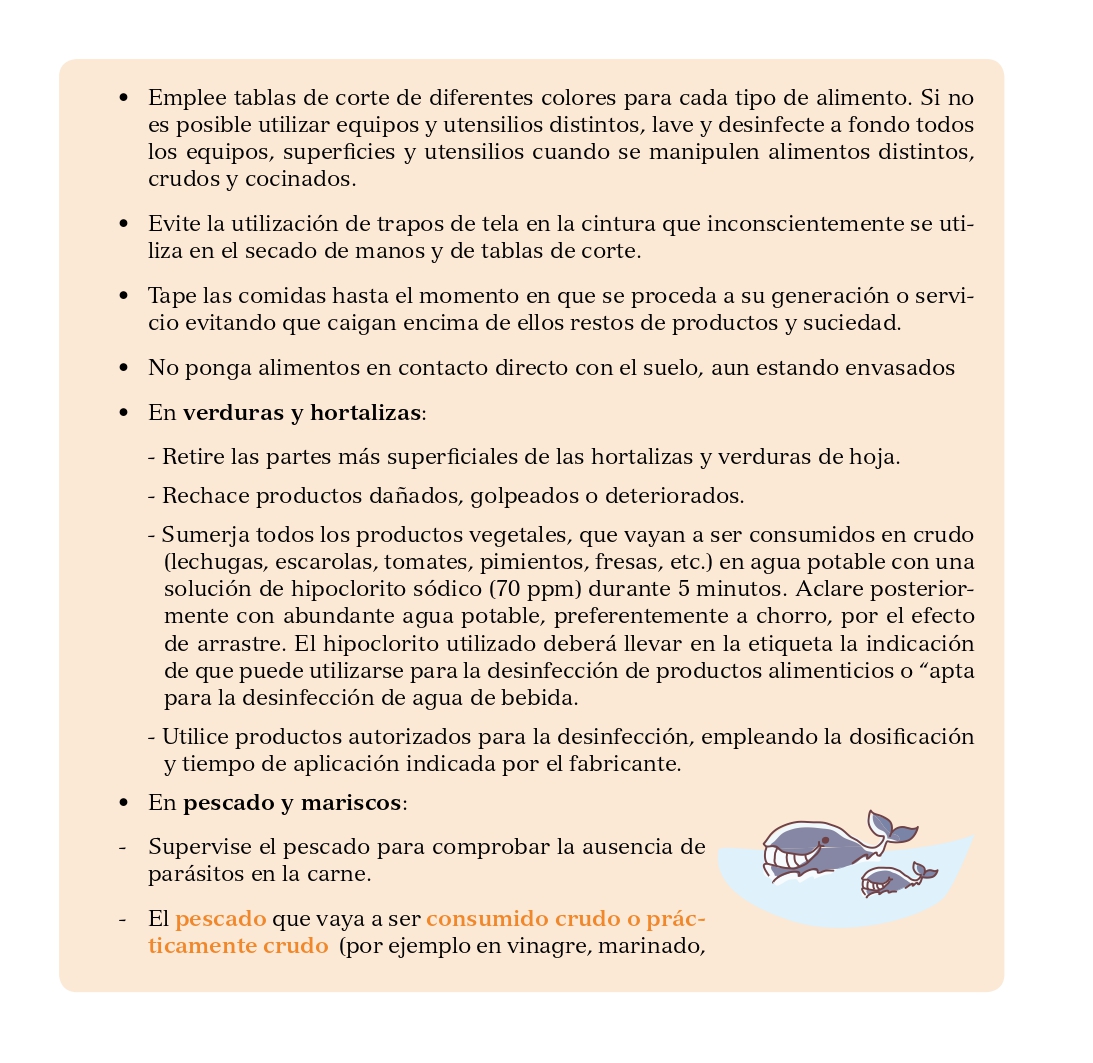 • Emplee tablas de corte de diferentes colores para cada tipo de alimento. Si no
es posible utilizar equipos y utensilios distintos, lave y desinfecte a fondo todos
los equipos, superficies y utensilios cuando se manipulen alimentos distintos,
crudos y cocinados.
• Evite la utilización de trapos de tela en la cintura que inconscientemente se uti-
liza en el secado de manos y de tablas de corte.
• Tape las comidas hasta el momento en que se proceda a su generación o servi-
cio evitando que caigan encima de ellos restos de productos y suciedad.
• No ponga alimentos en contacto directo con el suelo, aun estando envasados
• En verduras y hortalizas:
- Retire las partes más superficiales de las hortalizas y verduras de hoja.
- Rechace productos dañados, golpeados o deteriorados.
- Sumerja todos los productos vegetales, que vayan a ser consumidos en crudo
(lechugas, escarolas, tomates, pimientos, fresas, etc.) en agua potable con una
solución de hipoclorito sódico (70 ppm) durante 5 minutos. Aclare posterior-
mente con abundante agua potable, preferentemente a chorro, por el efecto
de arrastre. El hipoclorito utilizado deberá llevar en la etiqueta la indicación
de que puede utilizarse para la desinfección de productos alimenticios o “apta
para la desinfección de agua de bebida.
- Utilice productos autorizados para la desinfección, empleando la dosificación
y tiempo de aplicación indicada por el fabricante.
• En pescado y mariscos:
- Supervise el pescado para comprobar la ausencia de
parásitos en la carne.
- El pescado que vaya a ser consumido crudo o prác-
ticamente crudo (por ejemplo en vinagre, marinado,